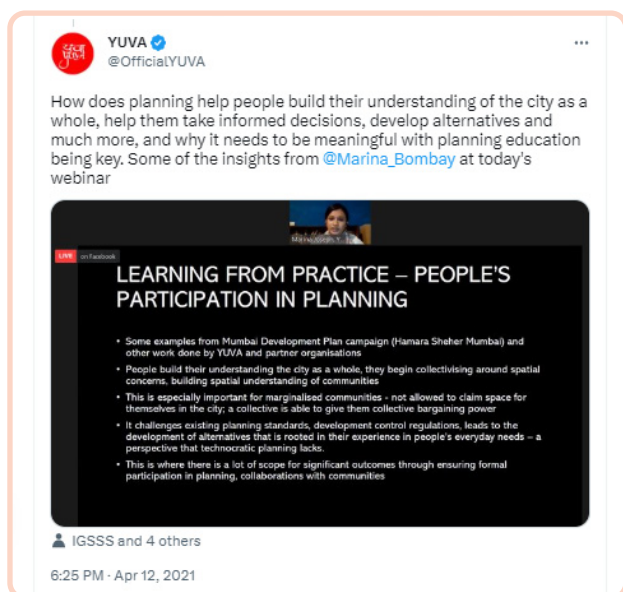 YUVA
@OfficialYUVA
How does planning help people build their understanding of the city as a
whole, help them take informed decisions, develop alternatives and
much more, and why it needs to be meaningful with planning education
being key. Some of the insights from @Marina_Bombay at today's
webinar
LIVE on Facebook
LEARNING FROM PRACTICE – PEOPLE'S
PARTICIPATION IN PLANNING
• Some examples from Mumbai Development Plan campaign (Hamara Sheher Mumbai) and
other work done by YUVA and partner organisations
• People build their understanding the city as a whole, they begin collectivising around spatial
concerns, building spatial understanding of communities
• This is especially important for marginalised communities - not allowed to claim space for
themselves in the city; a collective is able to give them collective bargaining power
• It challenges existing planning standards, development control regulations, leads to the
development of alternatives that is rooted in their experience in people's everyday needs – a
perspective that technocratic planning lacks.
• This is where there is a lot of scope for significant outcomes through ensuring formal
participation in planning, collaborations with communities
IGSSS and 4 others
6:25 PM · Apr 12, 2021